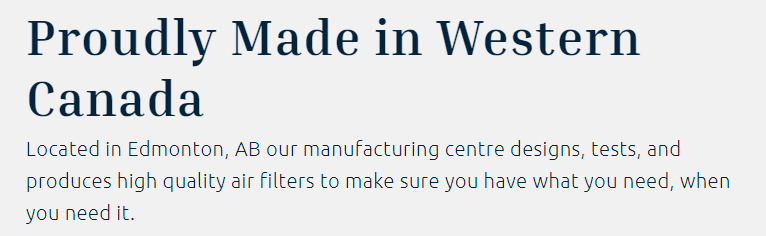 Proudly Made in Western
Canada
Located in Edmonton, AB our manufacturing centre designs, tests, and
produces high quality air filters to make sure you have what you need, when
you need it.